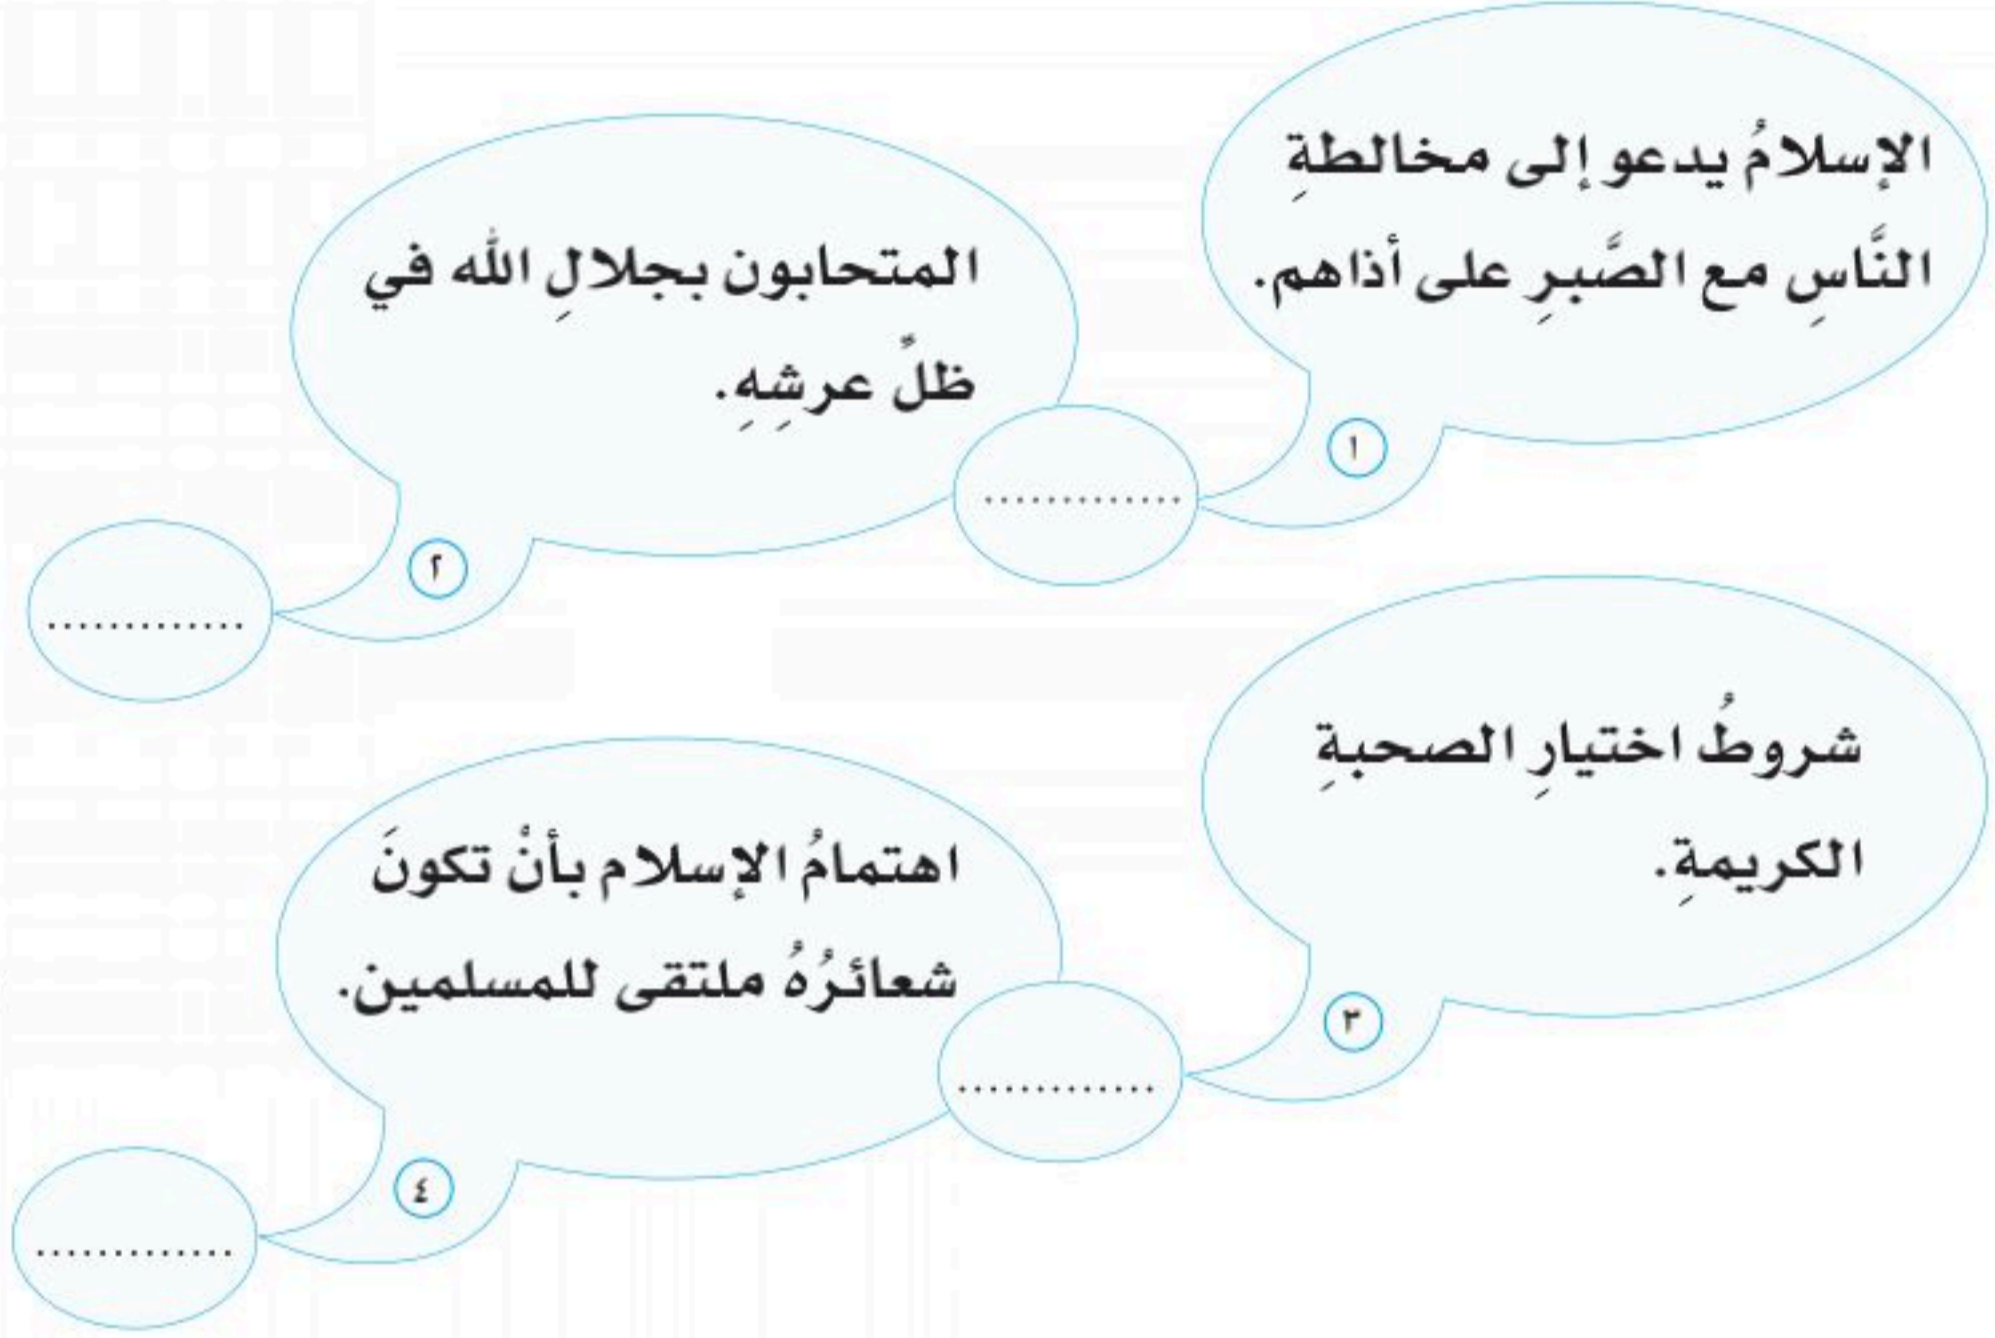 الإسلامُ يدعو إلى مخالطةِ
النَّاسِ مع الصَّبرِ على أذاهم.
١
.............
المتحابون بجلالِ الله في
ظلِّ عرشِهِ.
٢
.............
شروطُ اختيارِ الصحبةِ
الكريمةِ.
٣
.............
اهتمامُ الإسلام بأنْ تكونَ
شعائرُهُ ملتقى للمسلمين.
٤
.............